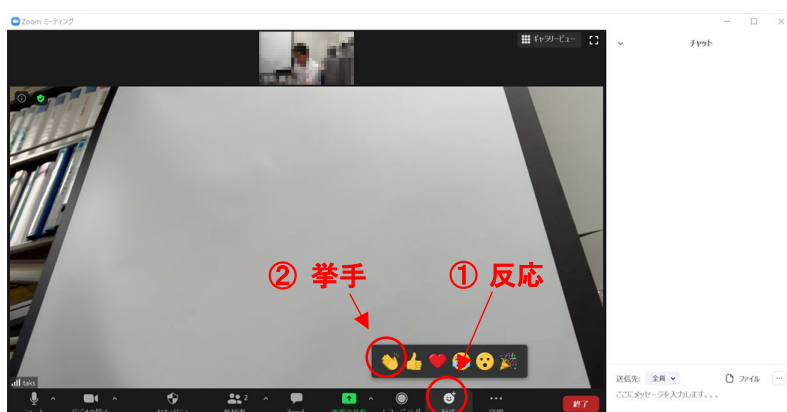 Zoom ミーティング
ギャラリービュー
チャット
② 挙手
① 反応
taks
送信先: 全員
ファイル
ここにメッセージを入力します。。。
2
終了